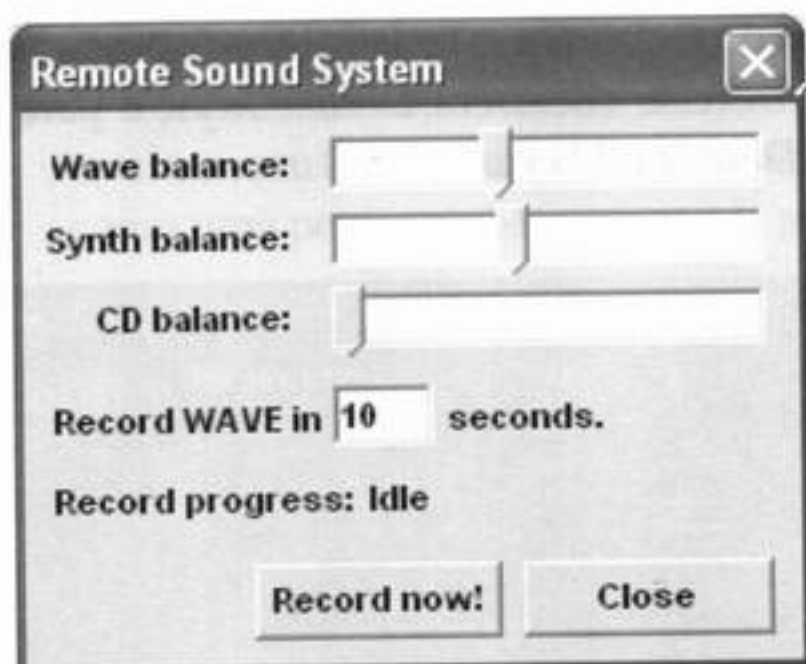 Remote Sound System
Wave balance:
Synth balance:
CD balance:
Record WAVE in 10 seconds.
Record progress: Idle
Record now! Close